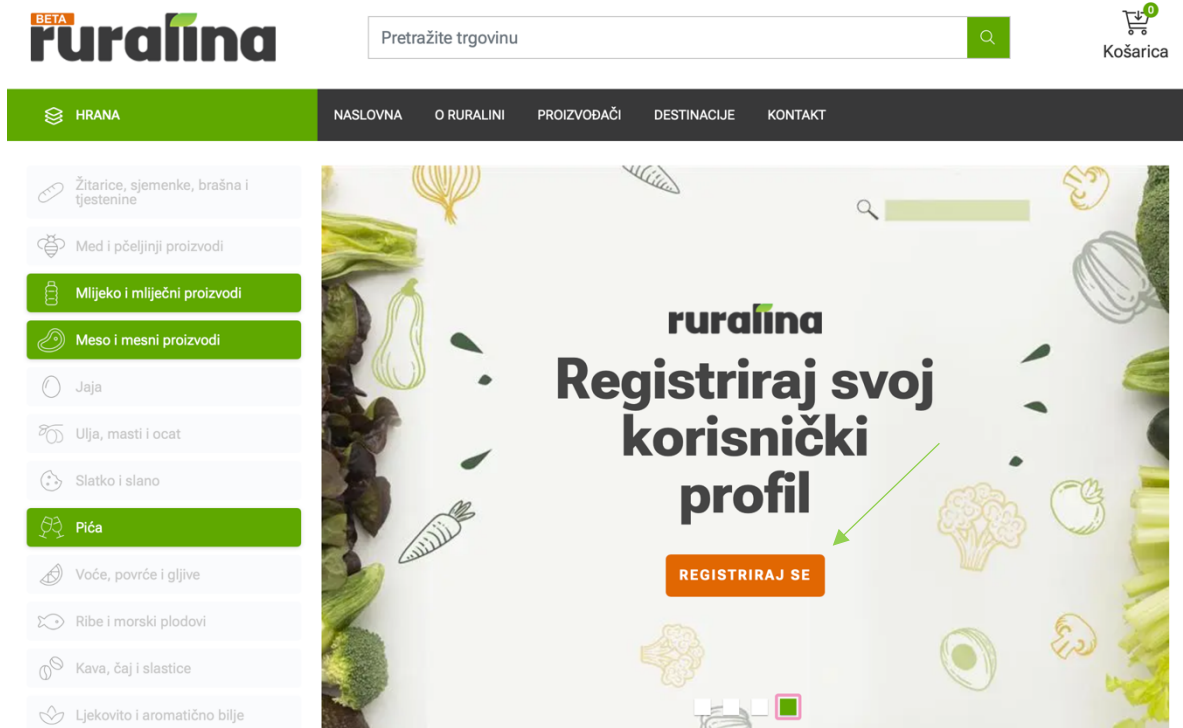 BETA
ruralina
Pretražite trgovinu
0
Košarica
HRANA
NASLOVNA
O RURALINI
PROIZVOĐAČI
DESTINACIJE
KONTAKT
Žitarice, sjemenke, brašna i
tjestenine
Med i pčeljinji proizvodi
Mlijeko i mliječni proizvodi
Meso i mesni proizvodi
Jaja
Ulja, masti i ocat
Slatko i slano
Pića
Voće, povrće i gljive
Ribe i morski plodovi
Kava, čaj i slastice
Ljekovito i aromatično bilje
ruralina
Registriraj svoj
korisnički
profil
REGISTRIRAJ SE